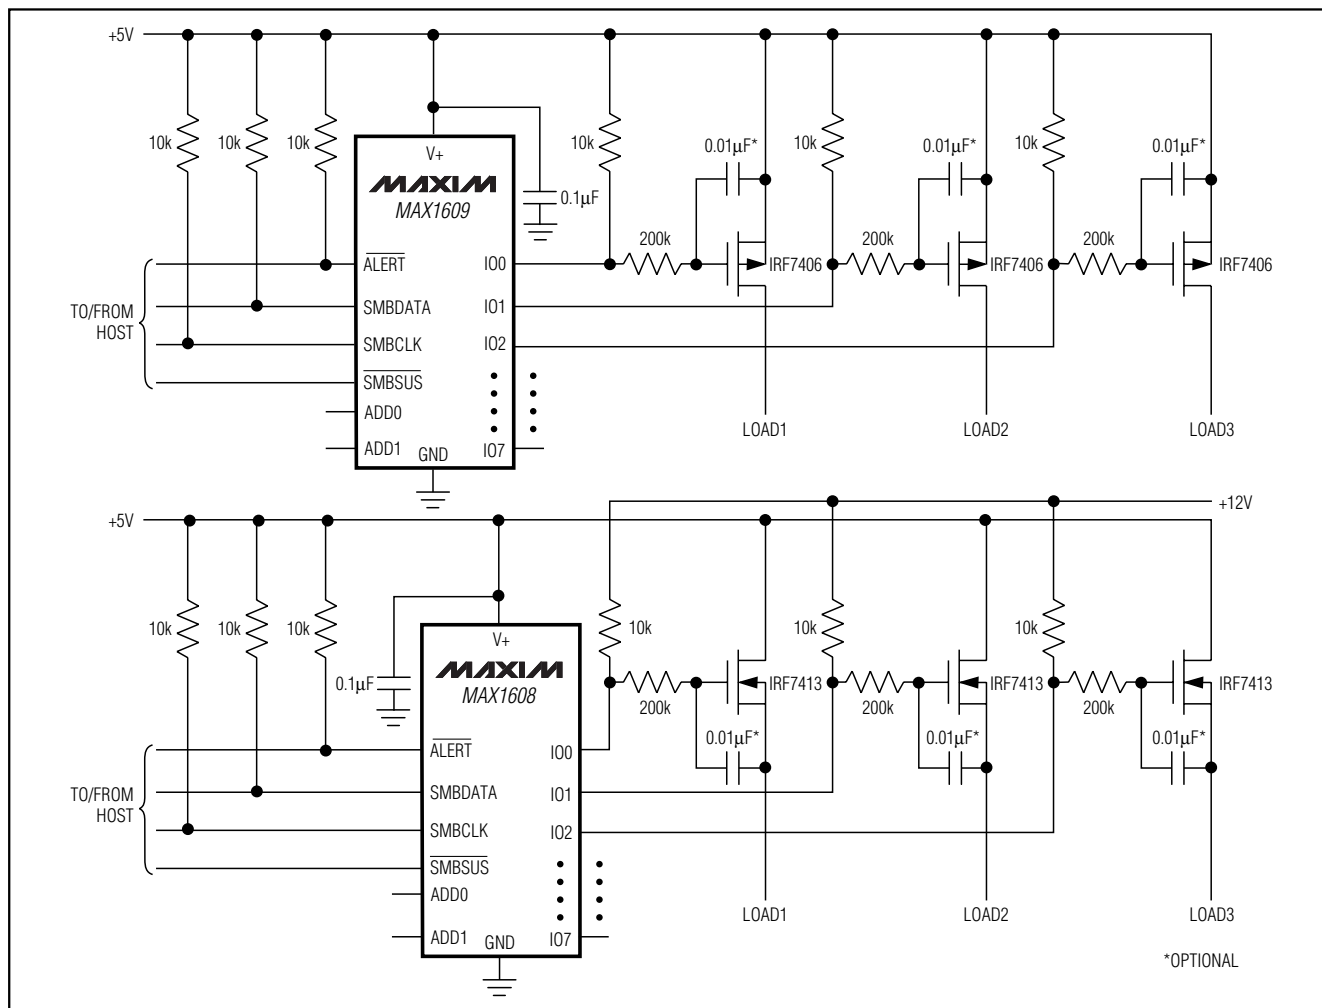 +5V
10k
10k
10k
10k
0.01µF*
10k
0.01µF*
10k
0.01µF*
V+
MAXIM
MAX1609
0.1µF
200k
200k
200k
ALERT
IO0
IRF7406
IRF7406
IRF7406
TO/FROM
HOST
SMBDATA
IO1
SMBCLK
IO2
SMBSUS
ADD0
ADD1
GND
IO7
LOAD1
LOAD2
LOAD3
+5V
+12V
10k
10k
10k
10k
10k
10k
V+
MAXIM
MAX1608
0.1µF
200k
200k
200k
IRF7413
IRF7413
IRF7413
0.01µF*
0.01µF*
0.01µF*
ALERT
IO0
TO/FROM
HOST
SMBDATA
IO1
SMBCLK
IO2
SMBSUS
ADD0
ADD1
GND
IO7
LOAD1
LOAD2
LOAD3
*OPTIONAL